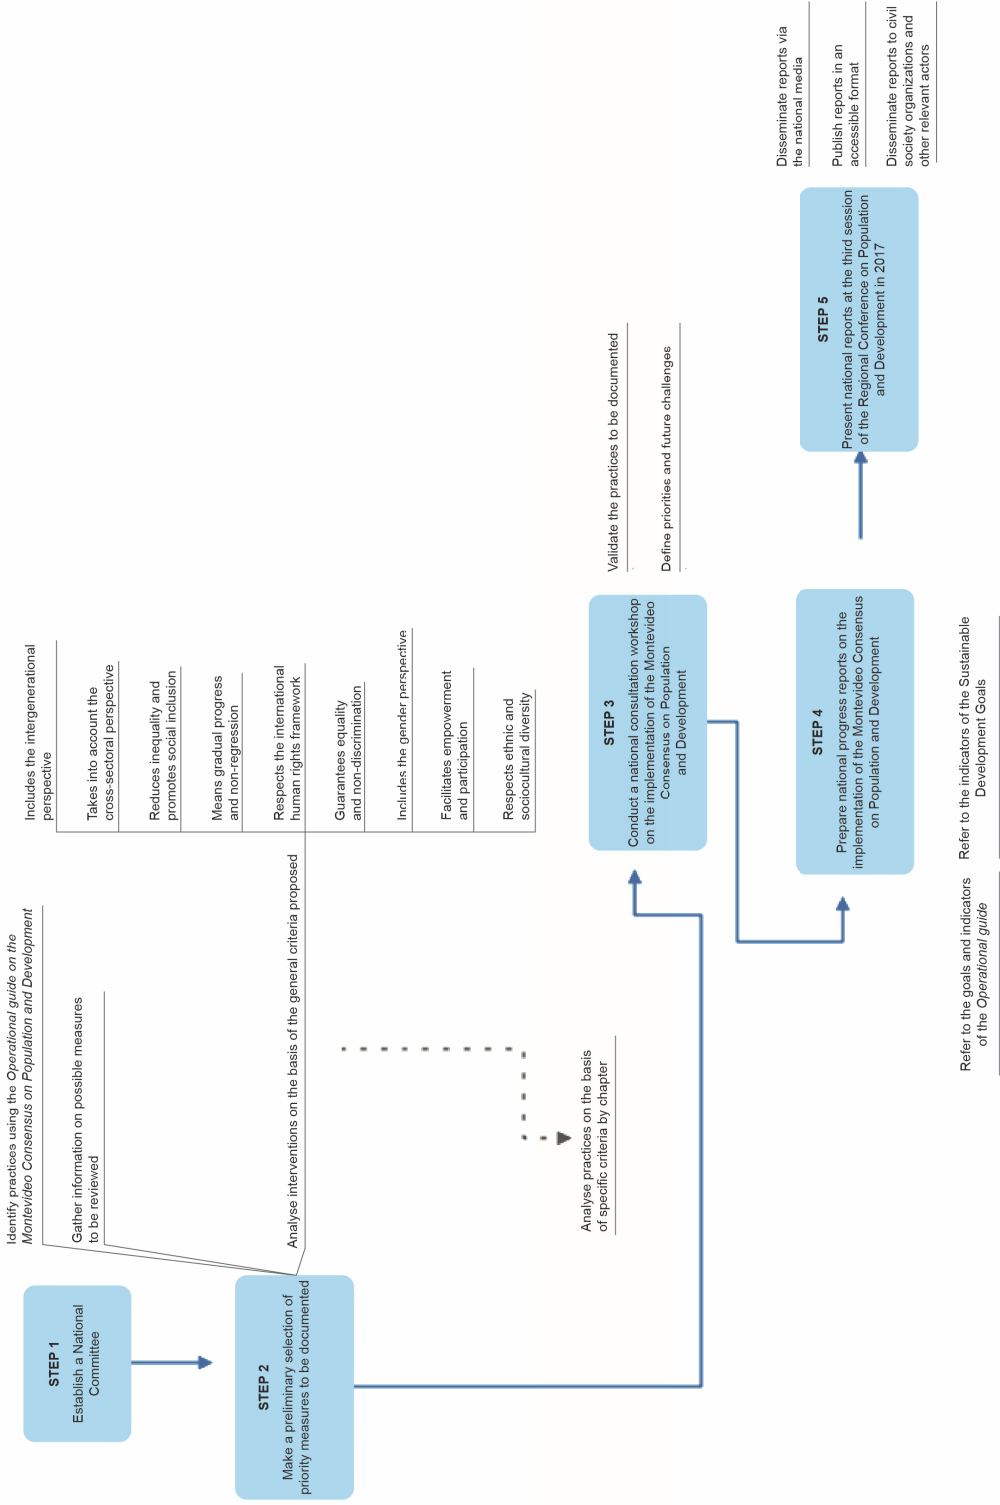 STEP 1
Establish a National
Committee
STEP 2
Make a preliminary selection of
priority measures to be documented
Identify practices using the Operational guide on the
Montevideo Consensus on Population and Development
Gather information on possible measures
to be reviewed
Analyse interventions on the basis of the general criteria proposed
Includes the intergenerational
perspective
Takes into account the
cross-sectoral perspective
Reduces inequality and
promotes social inclusion
Means gradual progress
and non-regression
Respects the international
human rights framework
Guarantees equality
and non-discrimination
Includes the gender perspective
Facilitates empowerment
and participation
Respects ethnic and
sociocultural diversity
Analyse practices on the basis
of specific criteria by chapter
STEP 3
Conduct a national consultation workshop
on the implementation of the Montevideo
Consensus on Population
and Development
Validate the practices to be documented
Define priorities and future challenges
STEP 4
Prepare national progress reports on the
implementation of the Montevideo Consensus
on Population and Development
Refer to the goals and indicators
of the Operational guide
Refer to the indicators of the Sustainable
Development Goals
STEP 5
Present national reports at the third session
of the Regional Conference on Population
and Development in 2017
Disseminate reports via
the national media
Publish reports in an
accessible format
Disseminate reports to civil
society organizations and
other relevant actors